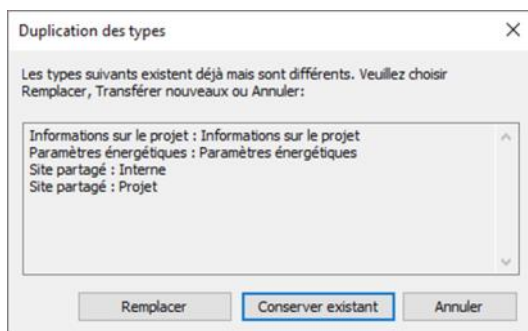 Duplication des types
Les types suivants existent déjà mais sont différents. Veuillez choisir
Remplacer, Transférer nouveaux ou Annuler:
Informations sur le projet : Informations sur le projet
Paramètres énergétiques : Paramètres énergétiques
Site partagé : Interne
Site partagé : Projet
Remplacer
Conserver existant
Annuler